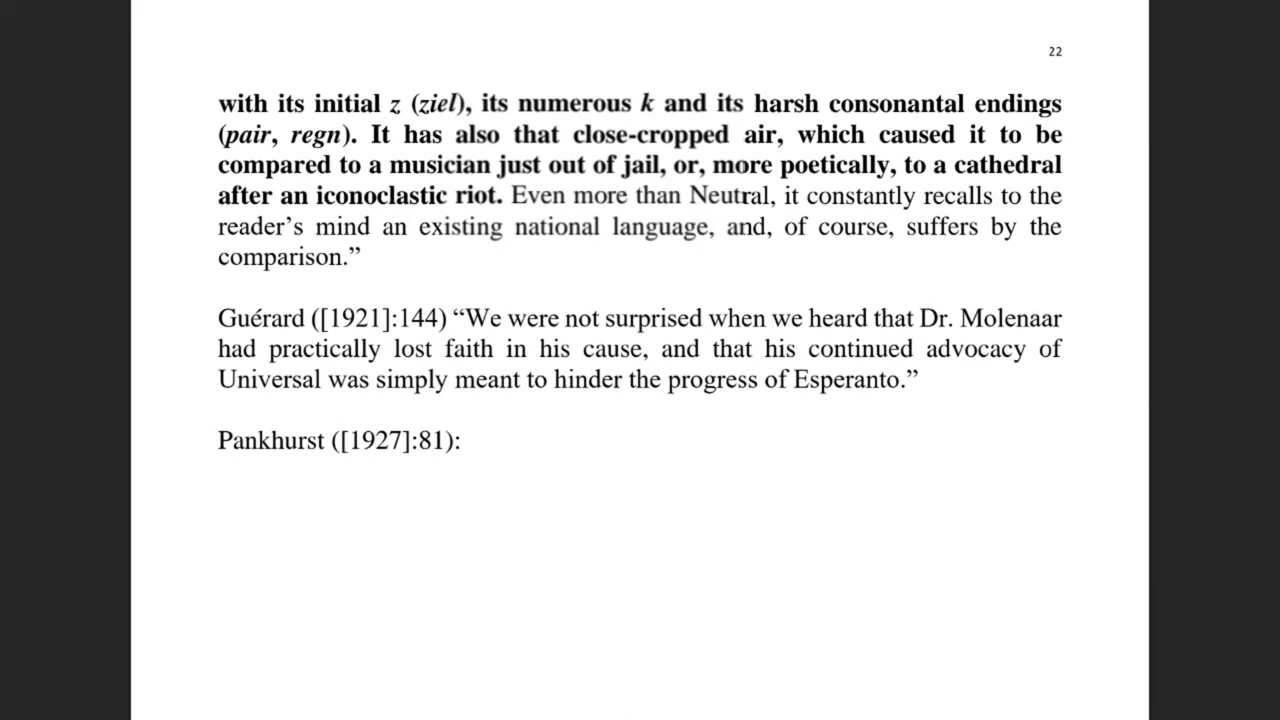 22
with its initial z (ziel), its numerous k and its harsh consonantal endings
(pair, regn). It has also that close-cropped air, which caused it to be
compared to a musician just out of jail, or, more poetically, to a cathedral
after an iconoclastic riot. Even more than Neutral, it constantly recalls to the
reader’s mind an existing national language, and, of course, suffers by the
comparison.”
Guérard ([1921]:144) “We were not surprised when we heard that Dr. Molenaar
had practically lost faith in his cause, and that his continued advocacy of
Universal was simply meant to hinder the progress of Esperanto.”
Pankhurst ([1927]:81):